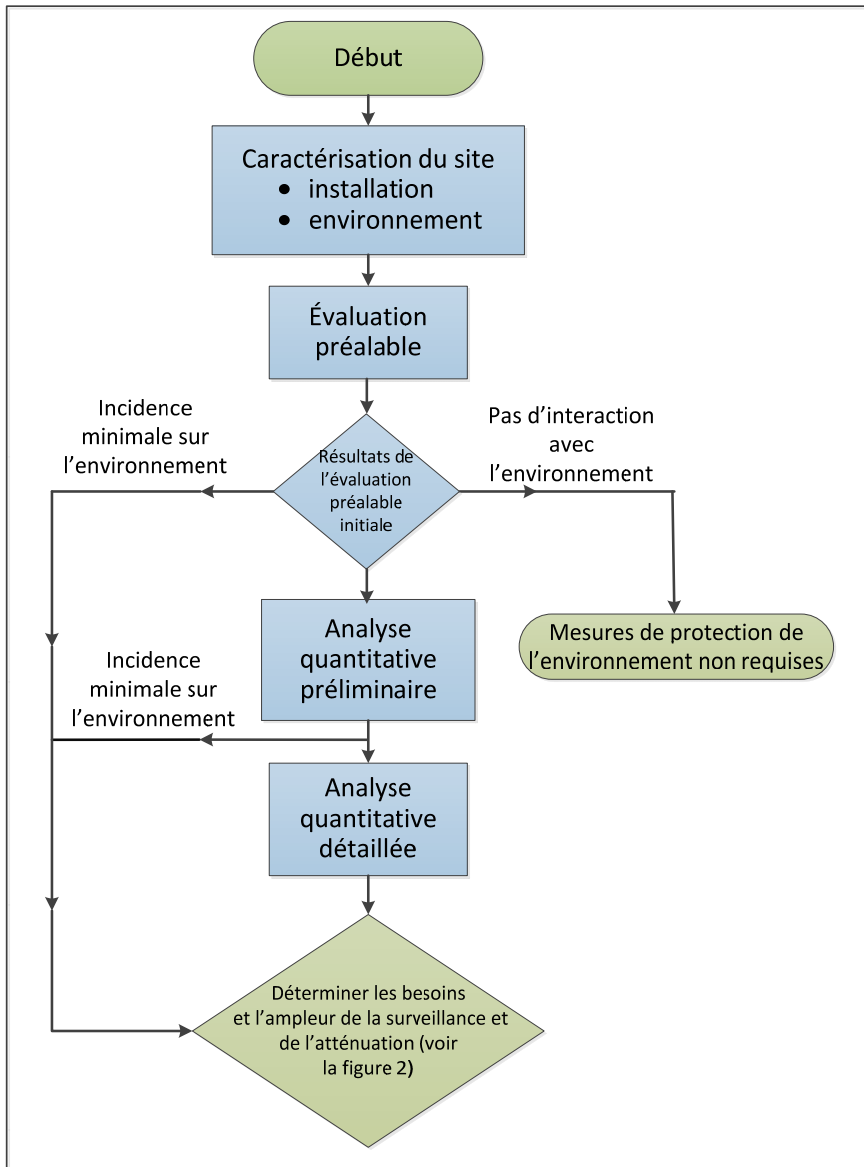 Début
Caractérisation du site
• installation
• environnement
Évaluation
préalable
Incidence
minimale sur
l’environnement
Pas d’interaction
avec
l’environnement
Résultats de
l’évaluation
préalable
initiale
Mesures de protection de
l’environnement non requises
Analyse
quantitative
préliminaire
Incidence
minimale sur
l’environnement
Analyse
quantitative
détaillée
Déterminer les besoins
et l’ampleur de la surveillance et
de l’atténuation (voir
la figure 2)